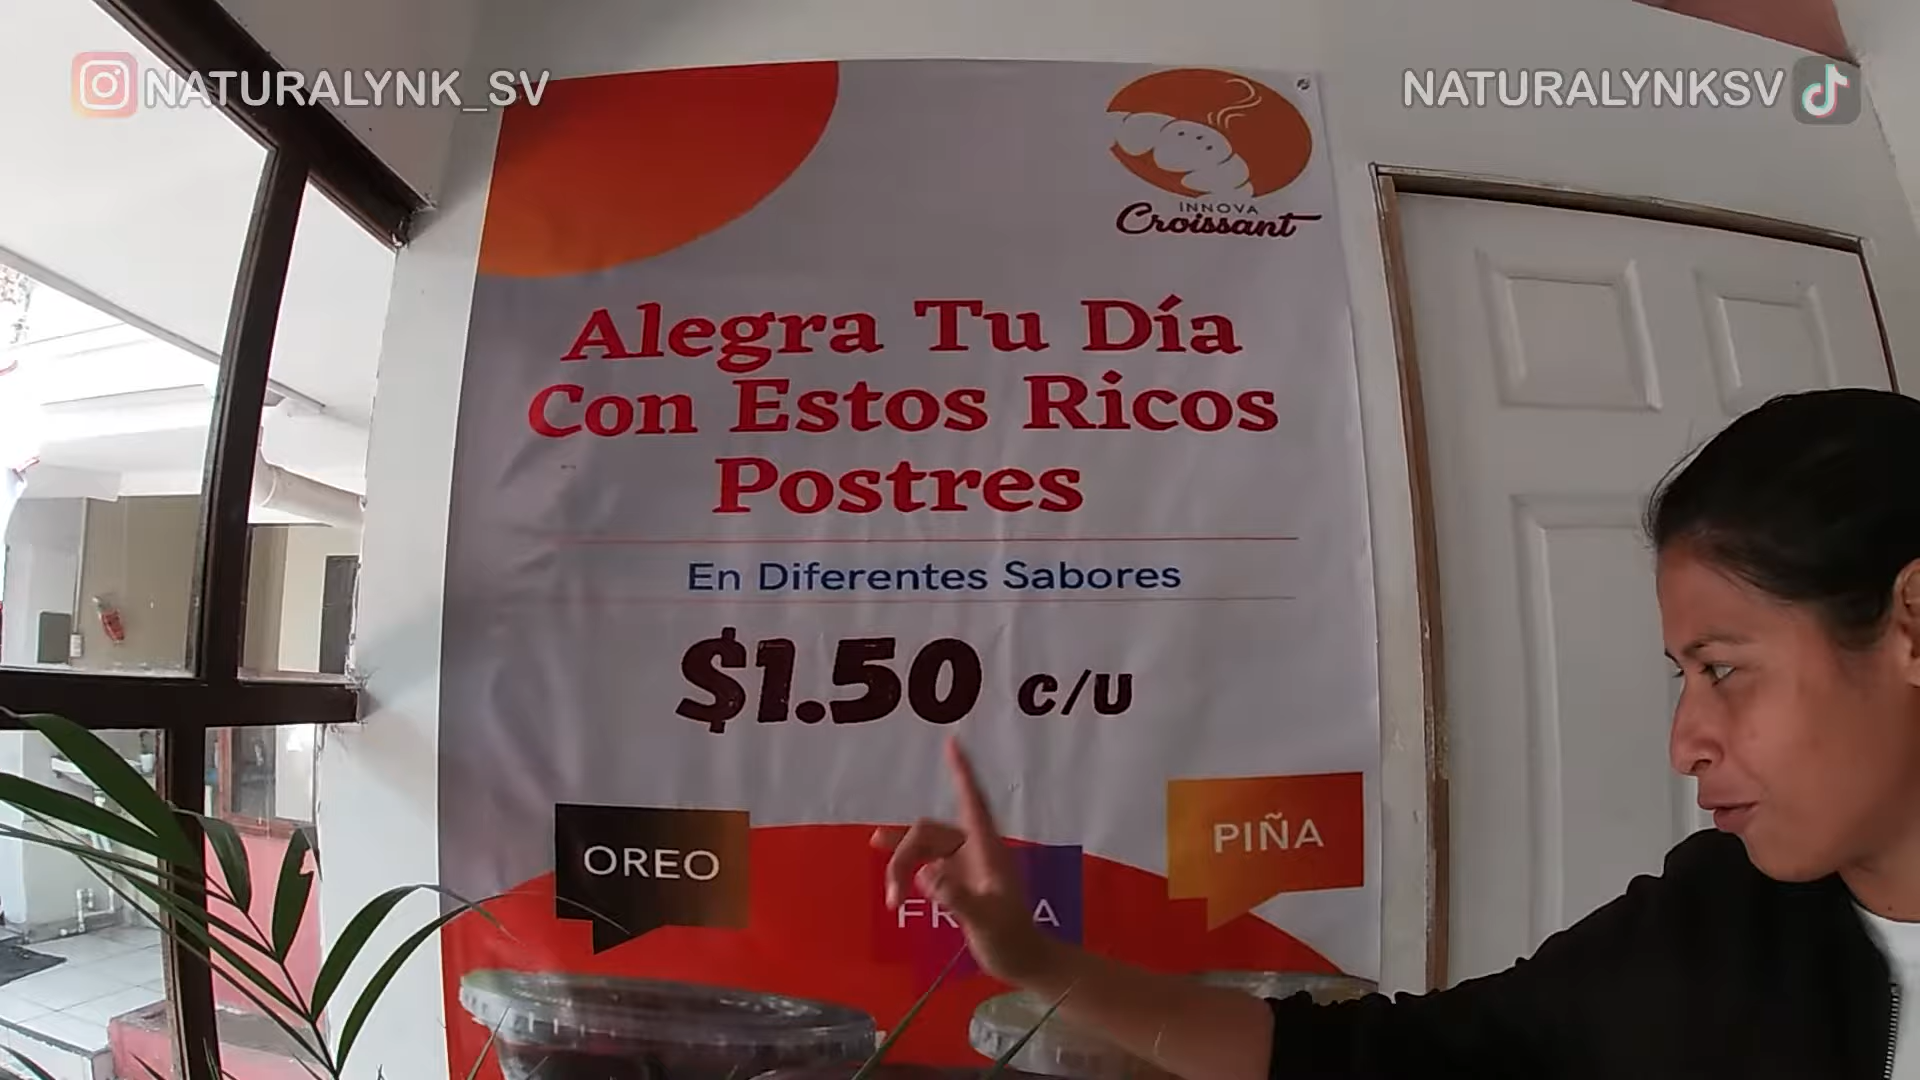 NATURALYNK_SV
NATURALYNKSV
INNOVA
Croissant
Alegra Tu Día
Con Estos Ricos
Postres
En Diferentes Sabores
$1.50 c/u
OREO
PIÑA